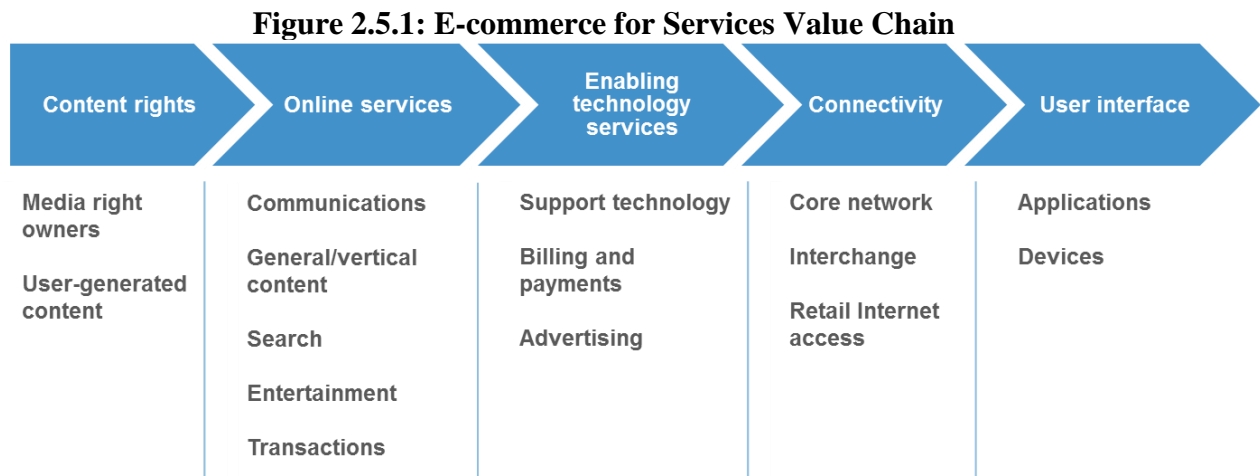 Figure 2.5.1: E-commerce for Services Value Chain
Content rights
Online services
Enabling
technology
services
Connectivity
User interface
Media right
owners
User-generated
content
Communications
General/vertical
content
Search
Entertainment
Transactions
Support technology
Billing and
payments
Advertising
Core network
Interchange
Retail Internet
access
Applications
Devices